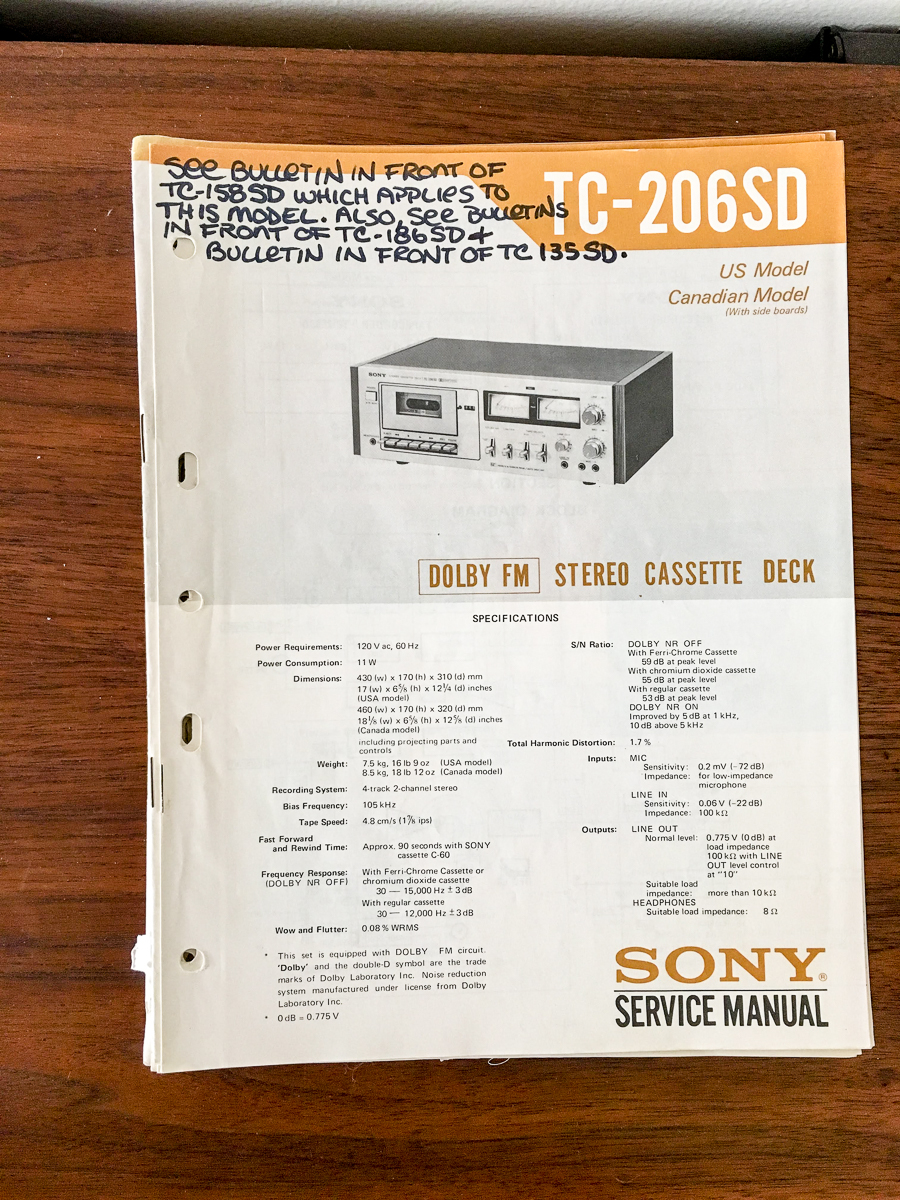 SEE BULLETIN IN FRONT OF
TC-158SD WHICH APPLIES TO
THIS MODEL. ALSO, SEE BULLETINS
IN FRONT OF TC-186SD +
BULLETIN IN FRONT OF TC 135SD.
TC-206SD
US Model
Canadian Model
(With side boards)
SONY
DOLBY FM STEREO CASSETTE DECK
SPECIFICATIONS
Power Requirements: 120 V ac, 60 Hz
Power Consumption: 11 W
Dimensions: 430 (w) x 170 (h) x 310 (d) mm
17 (w) x 6⅝ (h) x 12¼ (d) inches
(USA model)
460 (w) x 170 (h) x 320 (d) mm
18⅛ (w) x 6⅝ (h) x 12⅝ (d) inches
(Canada model)
including projecting parts and
controls
Weight: 7.5 kg, 16 lb 9 oz (USA model)
8.5 kg, 18 lb 12 oz (Canada model)
Recording System: 4-track 2-channel stereo
Bias Frequency: 105 kHz
Tape Speed: 4.8 cm/s (1⅞ ips)
Fast Forward
and Rewind Time: Approx. 90 seconds with SONY
cassette C-60
Frequency Response: With Ferri-Chrome Cassette or
(DOLBY NR OFF) chromium dioxide cassette
30 — 15,000 Hz ± 3 dB
With regular cassette
30 — 12,000 Hz ± 3 dB
Wow and Flutter: 0.08 % WRMS
* This set is equipped with DOLBY FM circuit.
'Dolby' and the double-D symbol are the trade
marks of Dolby Laboratory Inc. Noise reduction
system manufactured under license from Dolby
Laboratory Inc.
* 0 dB = 0.775 V
S/N Ratio: DOLBY NR OFF
With Ferri-Chrome Cassette
59 dB at peak level
With chromium dioxide cassette
55 dB at peak level
With regular cassette
53 dB at peak level
DOLBY NR ON
Improved by 5 dB at 1 kHz,
10 dB above 5 kHz
Total Harmonic Distortion: 1.7 %
Inputs: MIC
Sensitivity: 0.2 mV (−72 dB)
Impedance: for low-impedance
microphone
LINE IN
Sensitivity: 0.06 V (−22 dB)
Impedance: 100 kΩ
Outputs: LINE OUT
Normal level: 0.775 V (0 dB) at
load impedance
100 kΩ with LINE
OUT level control
at "10"
Suitable load
impedance: more than 10 kΩ
HEADPHONES
Suitable load impedance: 8 Ω
SONY®
SERVICE MANUAL